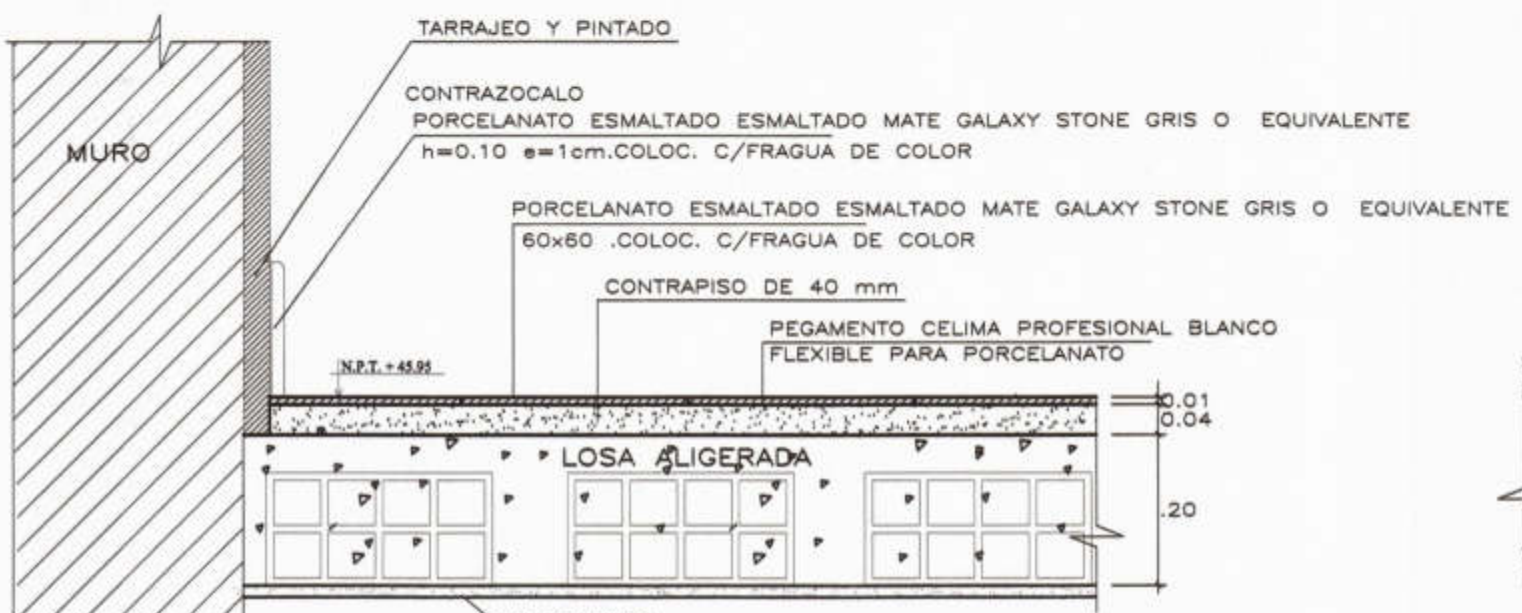 TARRAJEO Y PINTADO
CONTRAZOCALO
PORCELANATO ESMALTADO ESMALTADO MATE GALAXY STONE GRIS O EQUIVALENTE
h=0.10 e=1cm.COLOC. C/FRAGUA DE COLOR
MURO
PORCELANATO ESMALTADO ESMALTADO MATE GALAXY STONE GRIS O EQUIVALENTE
60x60 .COLOC. C/FRAGUA DE COLOR
CONTRAPISO DE 40 mm
PEGAMENTO CELIMA PROFESIONAL BLANCO
FLEXIBLE PARA PORCELANATO
N.P.T. + 45.95
0.01
0.04
LOSA ALIGERADA
.20